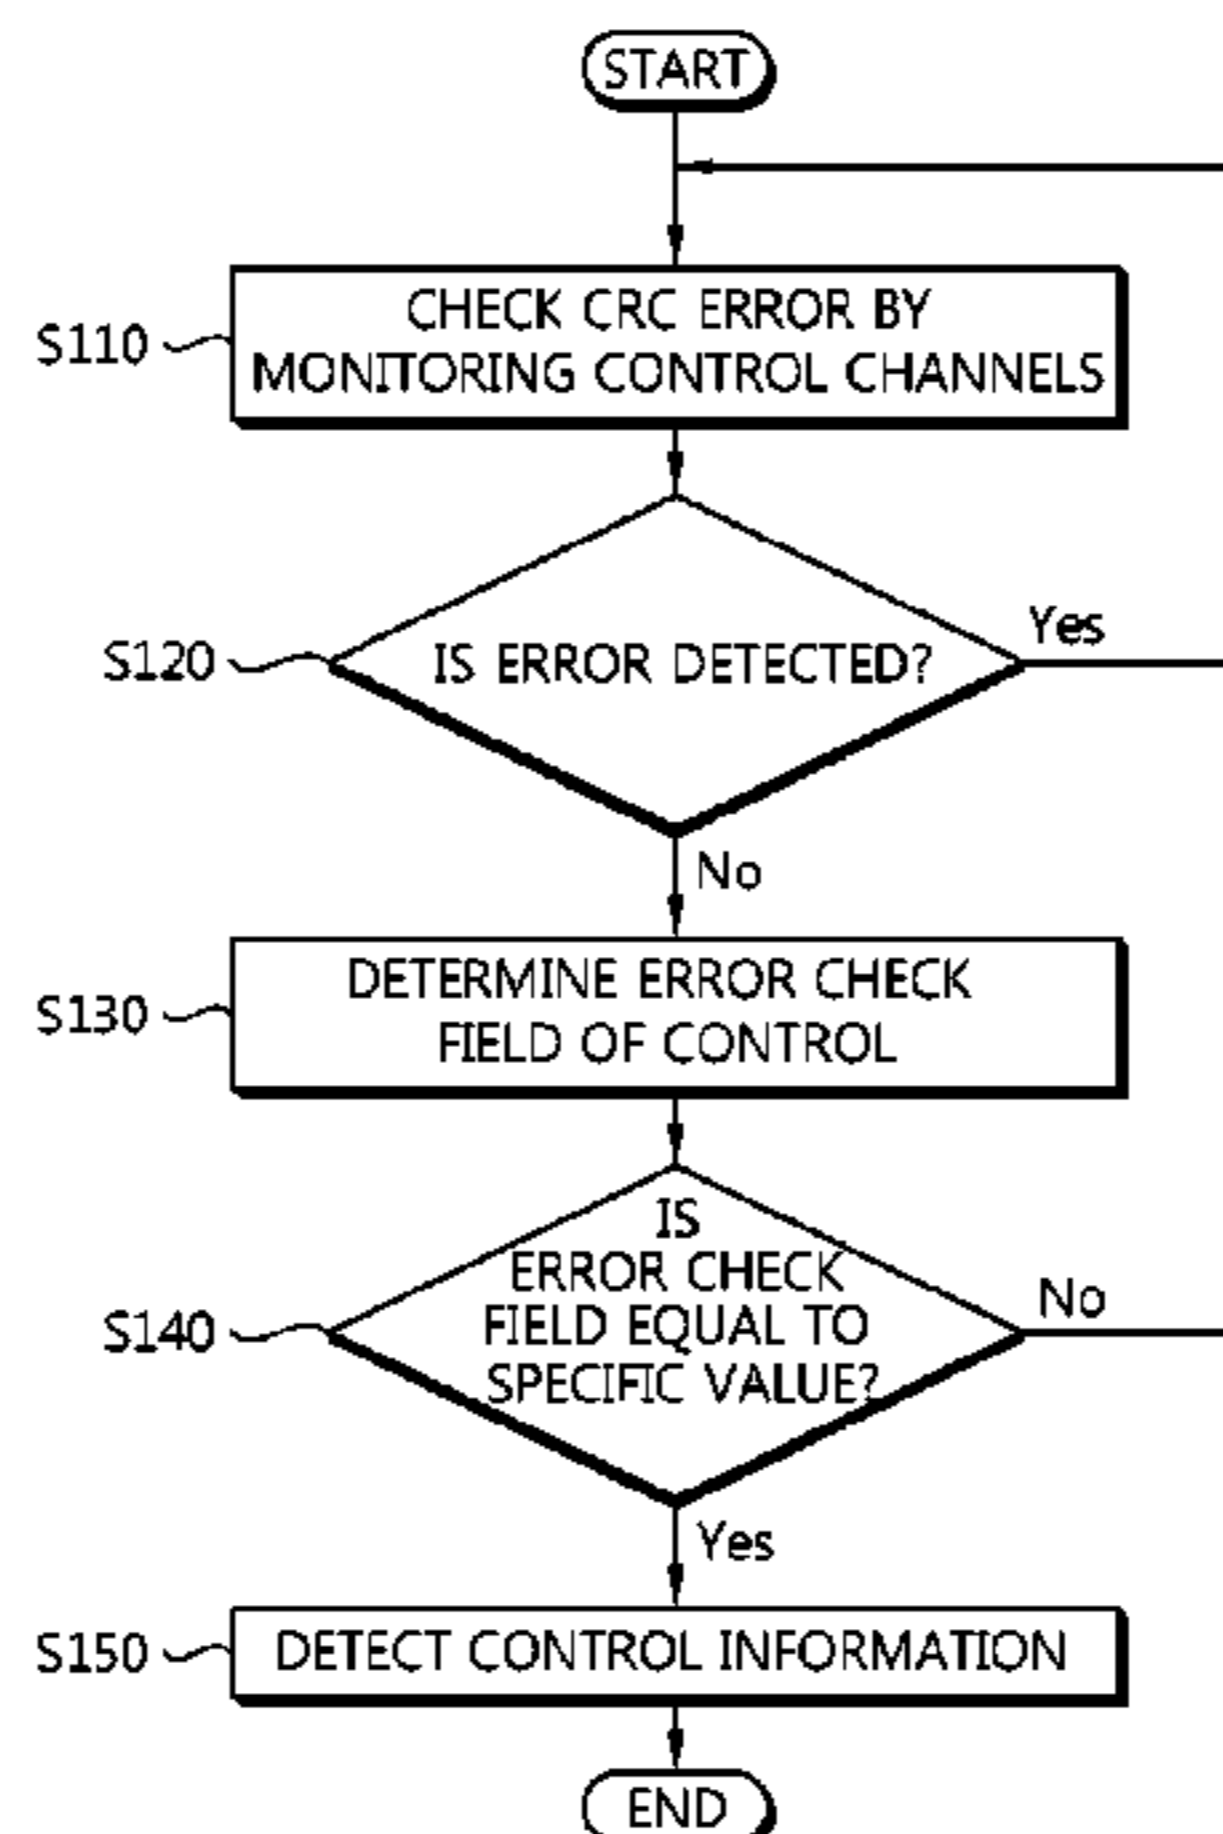 START
S110
CHECK CRC ERROR BY
MONITORING CONTROL CHANNELS
S120
IS ERROR DETECTED?
Yes
No
S130
DETERMINE ERROR CHECK
FIELD OF CONTROL
S140
IS
ERROR CHECK
FIELD EQUAL TO
SPECIFIC VALUE?
No
Yes
S150
DETECT CONTROL INFORMATION
END